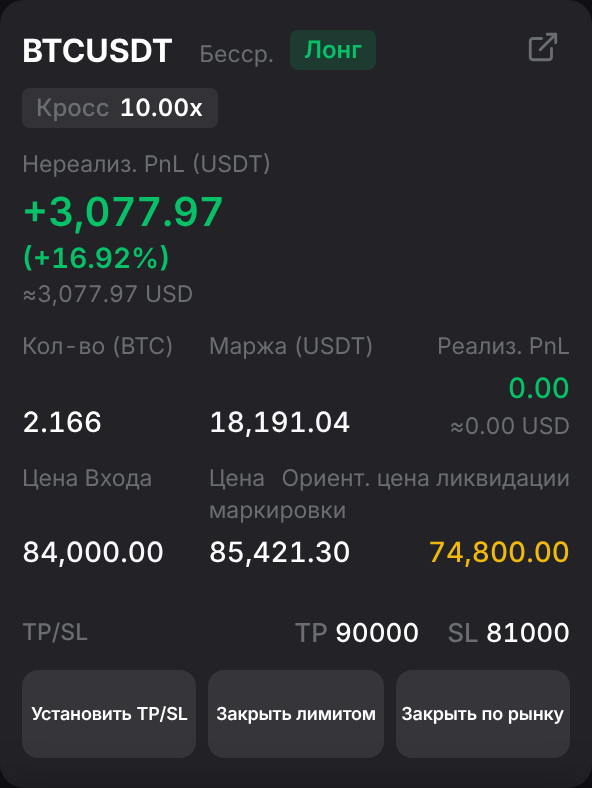 BTCUSDT Бесср. Лонг
Кросс 10.00x
Нереализ. PnL (USDT)
+3,077.97
(+16.92%)
≈3,077.97 USD
Кол-во (BTC) Маржа (USDT) Реализ. PnL
0.00
2.166 18,191.04 ≈0.00 USD
Цена Входа Цена Ориент. цена ликвидации
маркировки
84,000.00 85,421.30 74,800.00
TP/SL TP 90000 SL 81000
Установить TP/SL Закрыть лимитом Закрыть по рынку